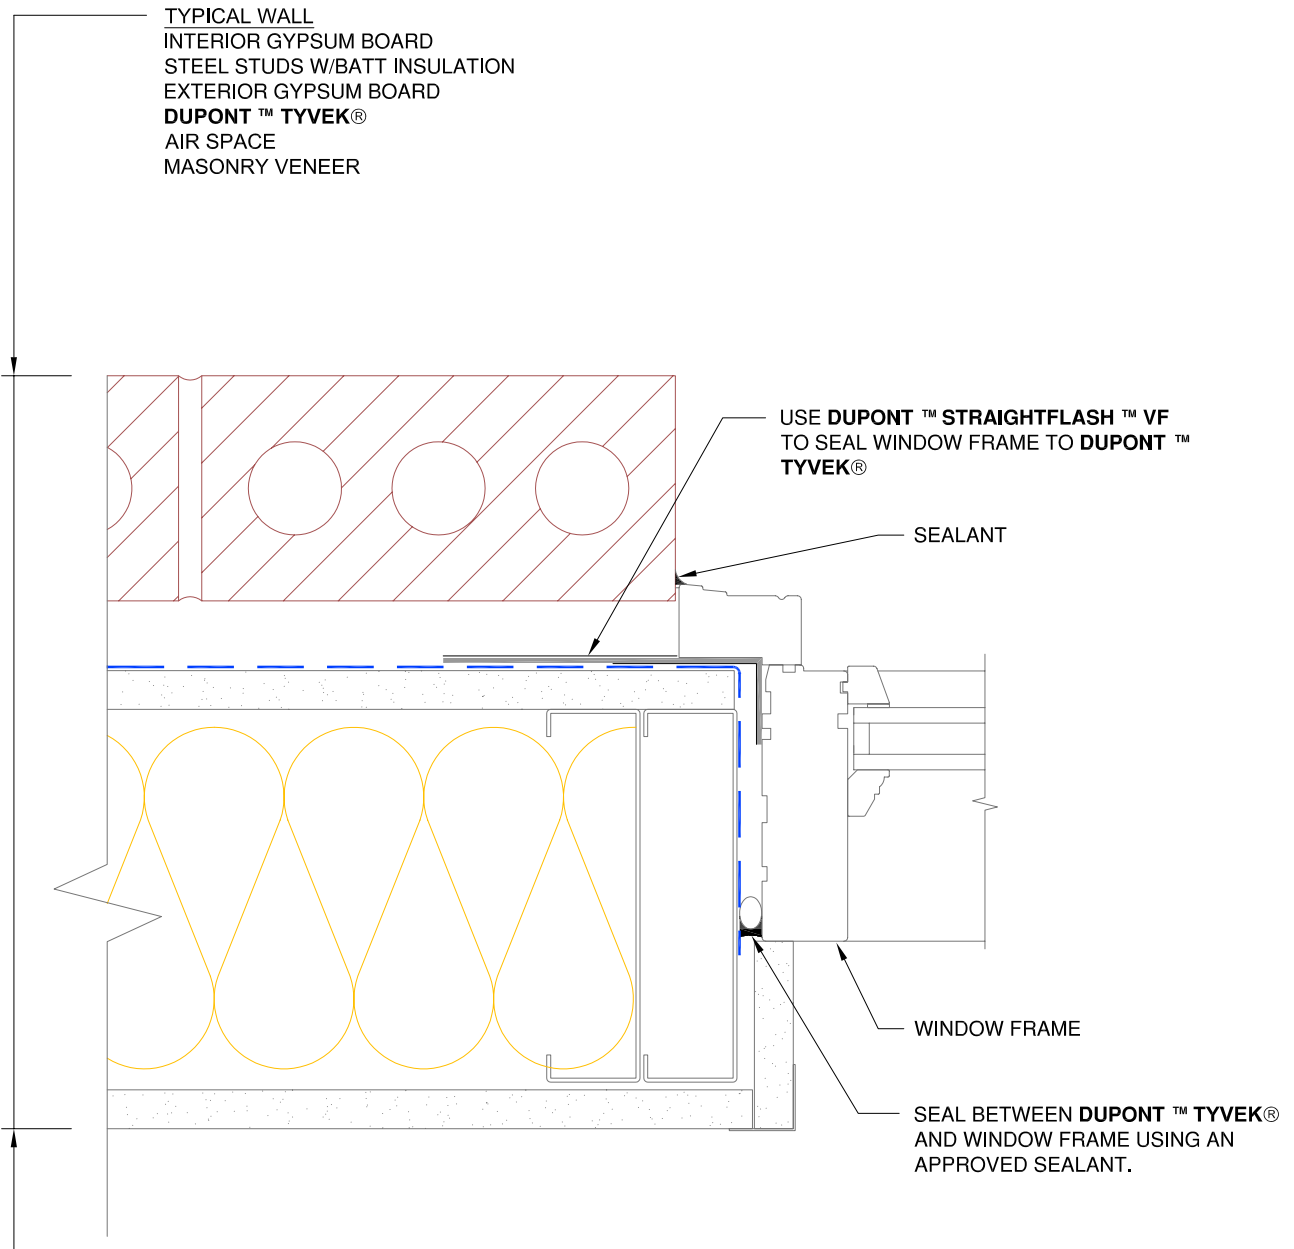 TYPICAL WALL
INTERIOR GYPSUM BOARD
STEEL STUDS W/BATT INSULATION
EXTERIOR GYPSUM BOARD
DUPONT ™ TYVEK®
AIR SPACE
MASONRY VENEER
USE DUPONT ™ STRAIGHTFLASH ™ VF
TO SEAL WINDOW FRAME TO DUPONT ™
TYVEK®
SEALANT
WINDOW FRAME
SEAL BETWEEN DUPONT ™ TYVEK®
AND WINDOW FRAME USING AN
APPROVED SEALANT.